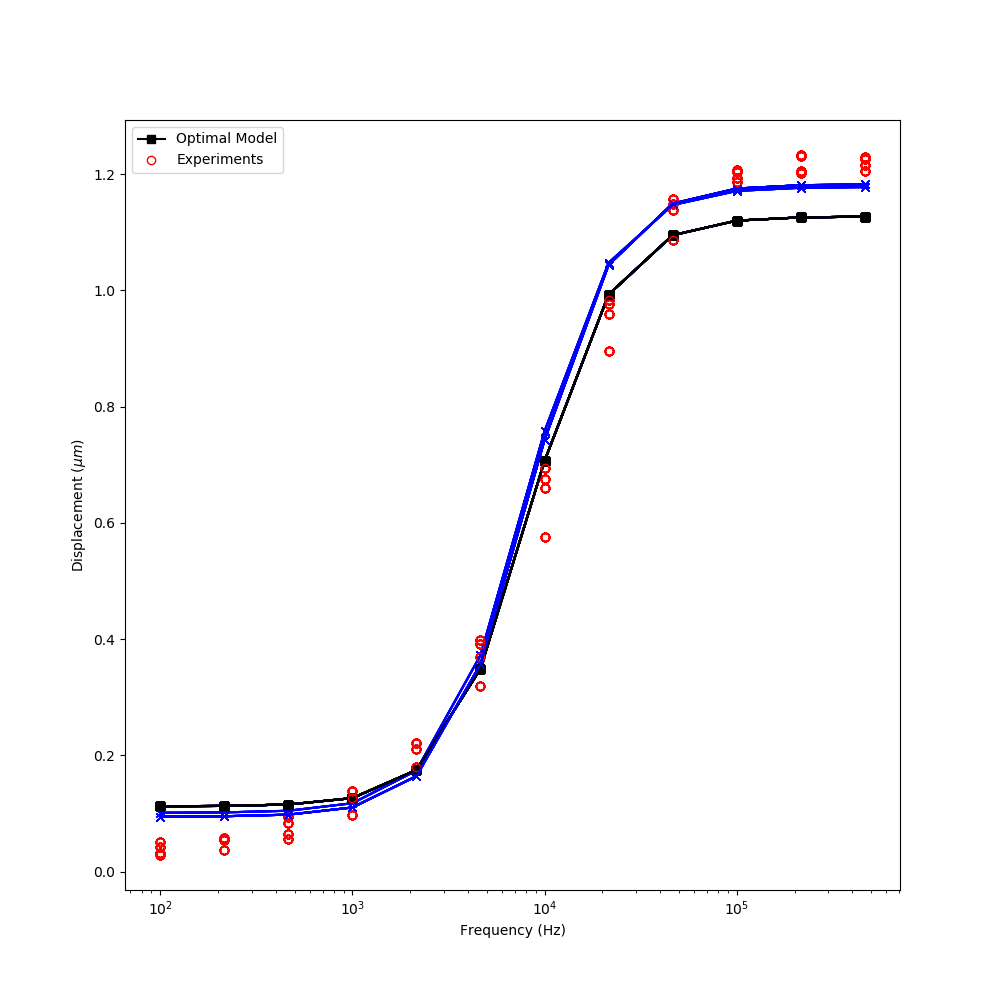 Optimal Model
Experiments
1.2
1.0
0.8
0.6
0.4
0.2
0.0
Displacement (μm)
10² 10³ 10⁴ 10⁵
Frequency (Hz)